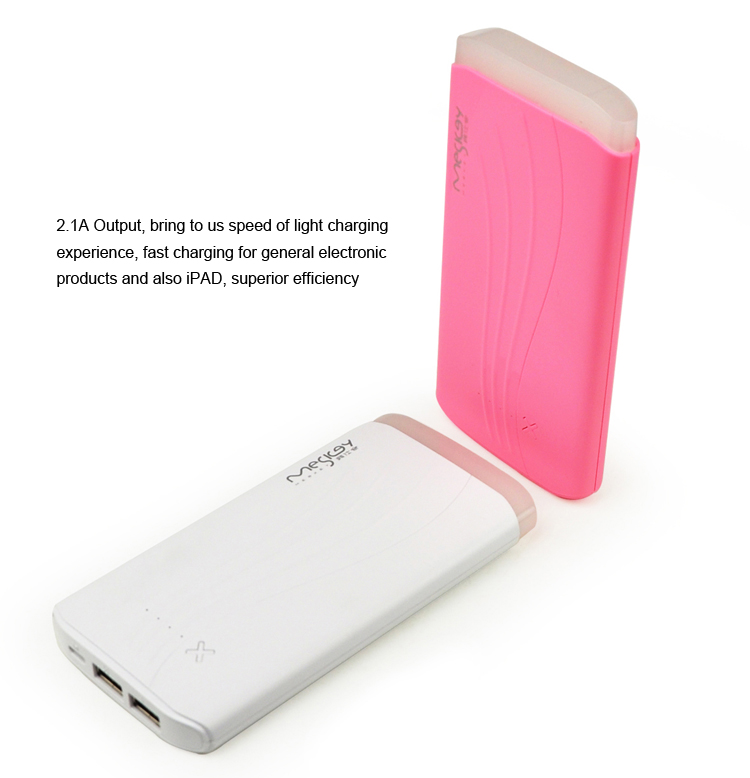 2.1A Output, bring to us speed of light charging
experience, fast charging for general electronic
products and also iPAD, superior efficiency
Meskey